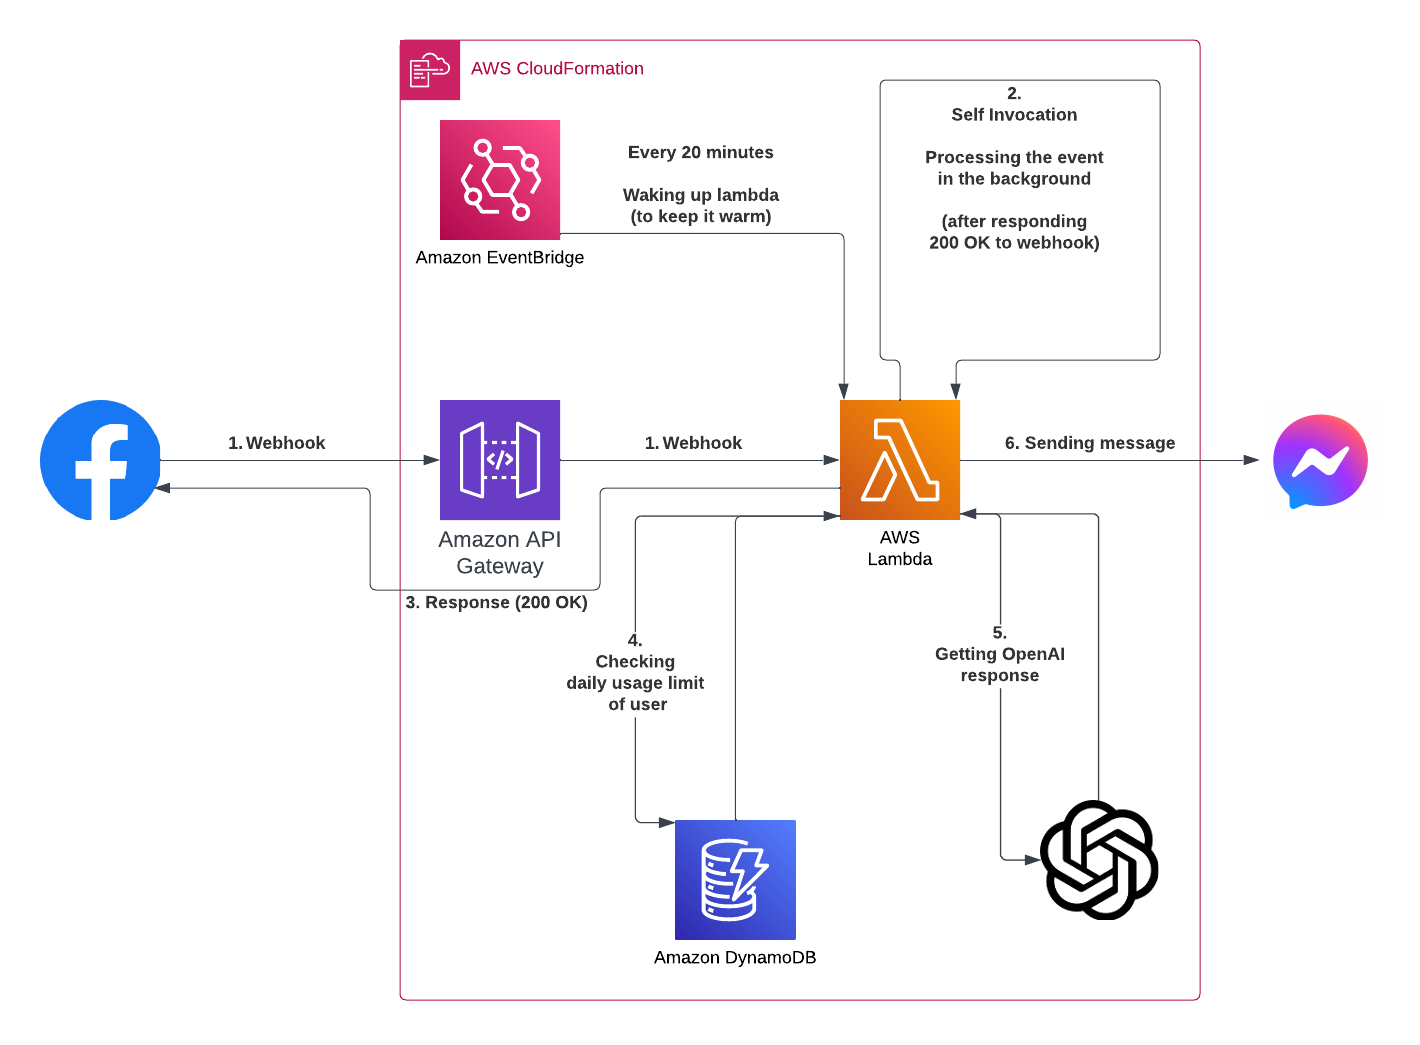 AWS CloudFormation
2.
Self Invocation
Processing the event
in the background
(after responding
200 OK to webhook)
Every 20 minutes
Waking up lambda
(to keep it warm)
Amazon EventBridge
1. Webhook
1. Webhook
6. Sending message
Amazon API
Gateway
AWS
Lambda
3. Response (200 OK)
4.
Checking
daily usage limit
of user
5.
Getting OpenAI
response
Amazon DynamoDB